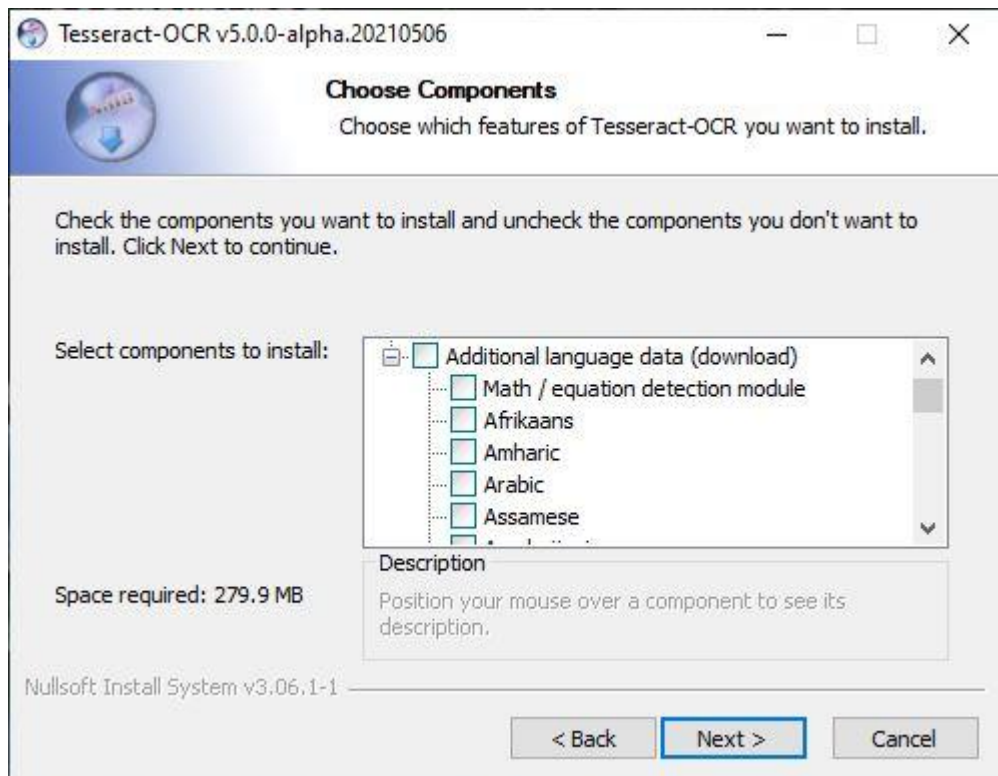 Tesseract-OCR v5.0.0-alpha.20210506
Choose Components
Choose which features of Tesseract-OCR you want to install.
Check the components you want to install and uncheck the components you don't want to
install. Click Next to continue.
Select components to install:
Additional language data (download)
Math / equation detection module
Afrikaans
Amharic
Arabic
Assamese
Space required: 279.9 MB
Description
Position your mouse over a component to see its
description.
Nullsoft Install System v3.06.1-1
< Back
Next >
Cancel